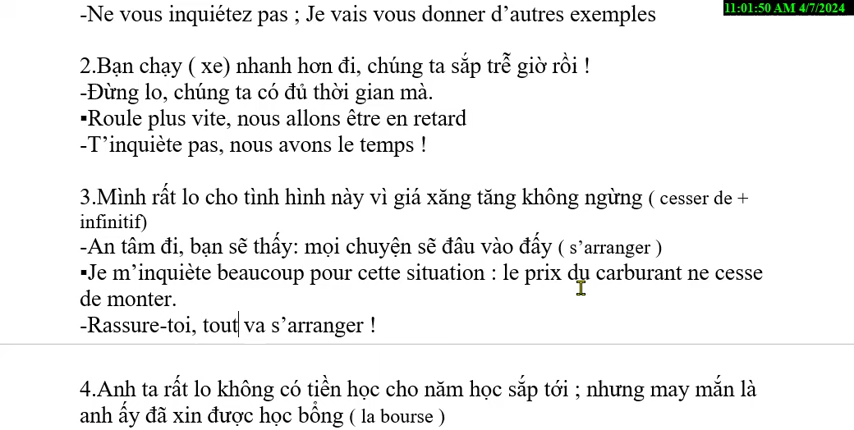 11:01:50 AM 4/7/2024
-Ne vous inquiétez pas ; Je vais vous donner d’autres exemples
2.Bạn chạy ( xe) nhanh hơn đi, chúng ta sắp trễ giờ rồi !
-Đừng lo, chúng ta có đủ thời gian mà.
▪Roule plus vite, nous allons être en retard
-T’inquiète pas, nous avons le temps !
3.Mình rất lo cho tình hình này vì giá xăng tăng không ngừng ( cesser de +
infinitif)
-An tâm đi, bạn sẽ thấy: mọi chuyện sẽ đâu vào đấy ( s’arranger )
▪Je m’inquiète beaucoup pour cette situation : le prix du carburant ne cesse
de monter.
-Rassure-toi, tout va s’arranger !
4.Anh ta rất lo không có tiền học cho năm học sắp tới ; nhưng may mắn là
anh ấy đã xin được học bổng ( la bourse )